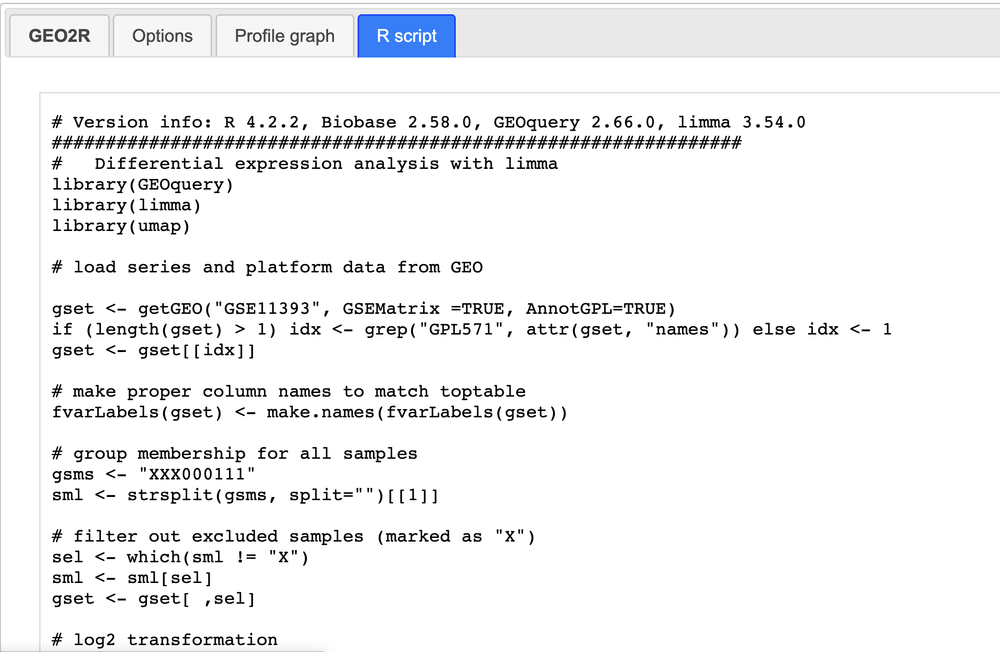 GEO2R Options Profile graph R script
# Version info: R 4.2.2, Biobase 2.58.0, GEOquery 2.66.0, limma 3.54.0
################################################################
#   Differential expression analysis with limma
library(GEOquery)
library(limma)
library(umap)
# load series and platform data from GEO
gset <- getGEO("GSE11393", GSEMatrix =TRUE, AnnotGPL=TRUE)
if (length(gset) > 1) idx <- grep("GPL571", attr(gset, "names")) else idx <- 1
gset <- gset[[idx]]
# make proper column names to match toptable
fvarLabels(gset) <- make.names(fvarLabels(gset))
# group membership for all samples
gsms <- "XXX000111"
sml <- strsplit(gsms, split="")[[1]]
# filter out excluded samples (marked as "X")
sel <- which(sml != "X")
sml <- sml[sel]
gset <- gset[ ,sel]
# log2 transformation